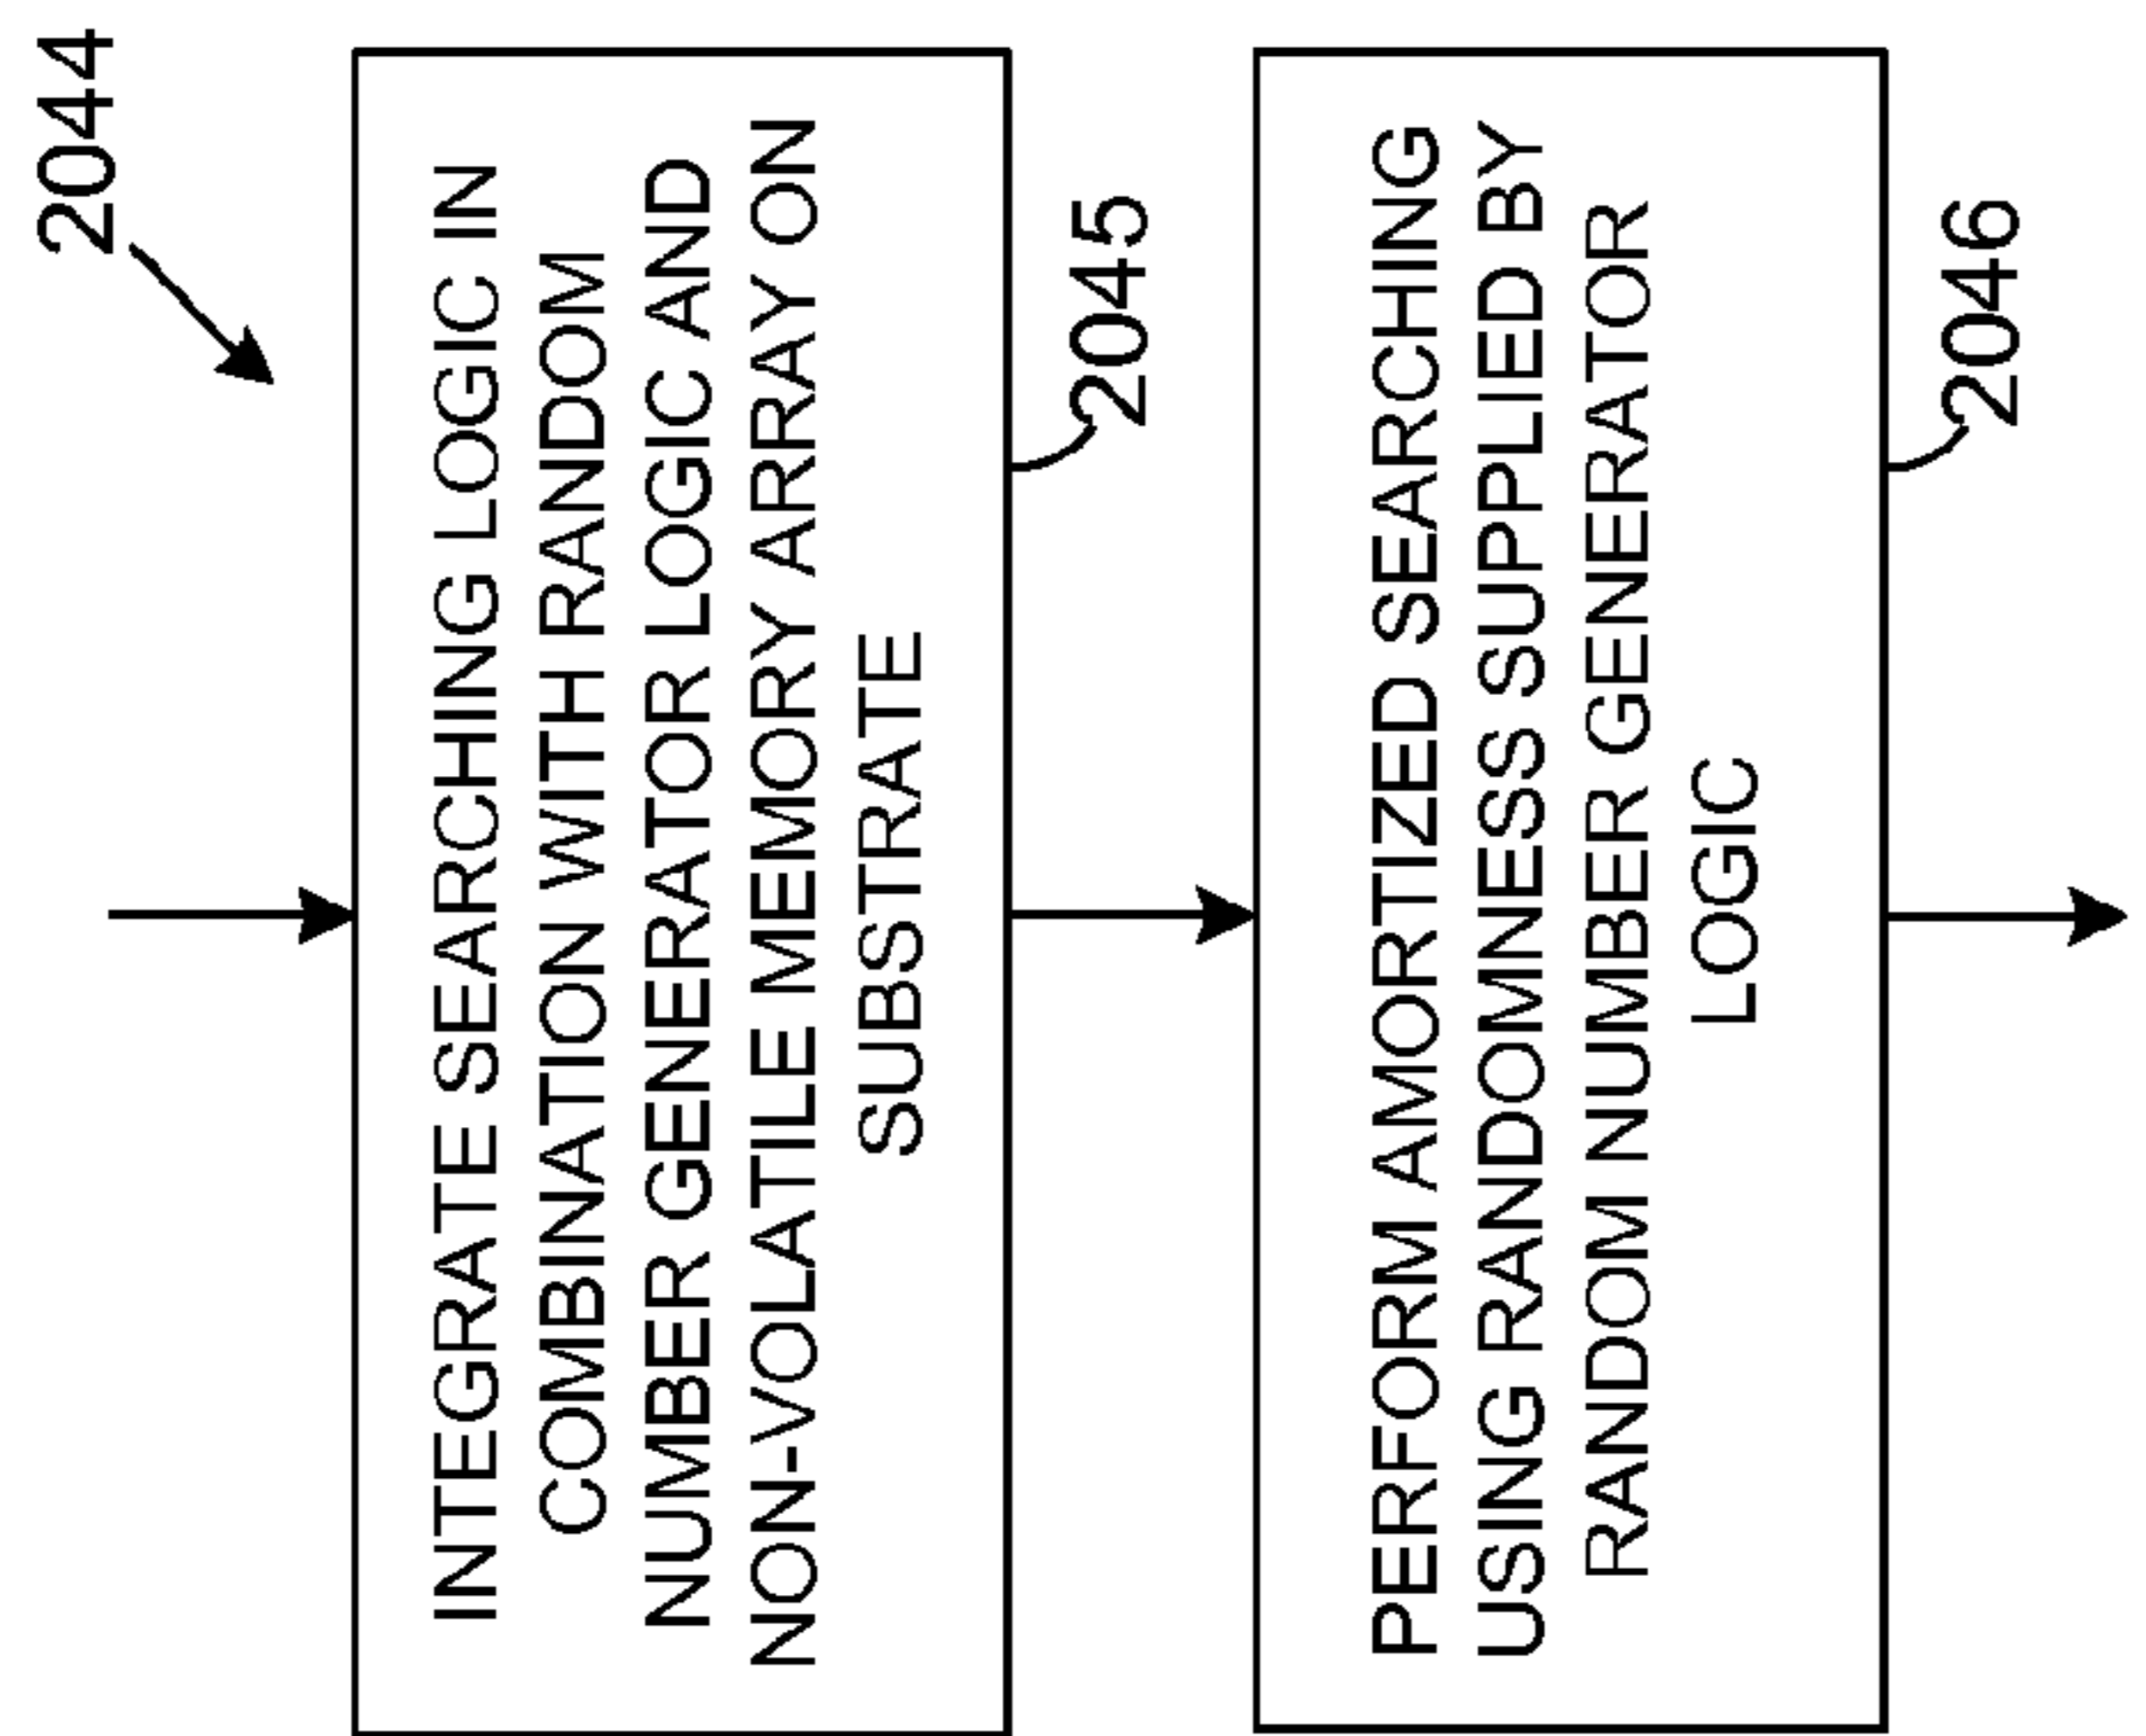 2044
INTEGRATE SEARCHING LOGIC IN
COMBINATION WITH RANDOM
NUMBER GENERATOR LOGIC AND
NON-VOLATILE MEMORY ARRAY ON
SUBSTRATE
2045
PERFORM AMORTIZED SEARCHING
USING RANDOMNESS SUPPLIED BY
RANDOM NUMBER GENERATOR
LOGIC
2046